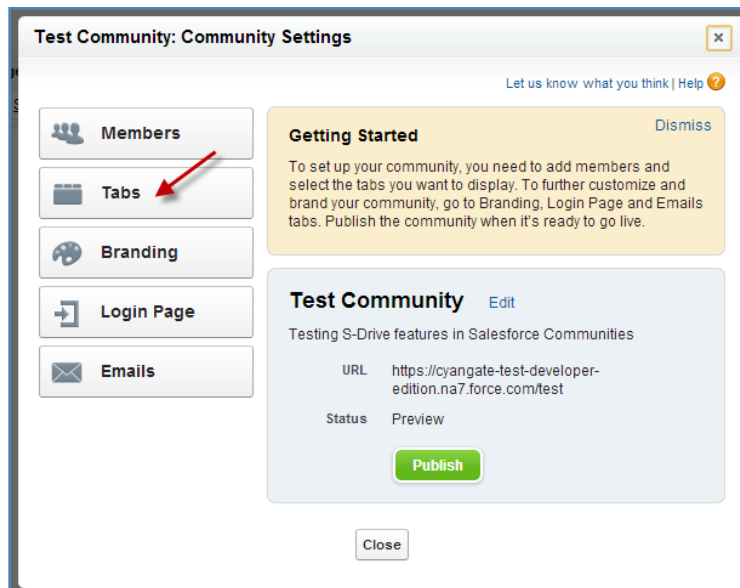 Test Community: Community Settings
Let us know what you think | Help ?
Members
Tabs
Branding
Login Page
Emails
Getting Started
Dismiss
To set up your community, you need to add members and
select the tabs you want to display. To further customize and
brand your community, go to Branding, Login Page and Emails
tabs. Publish the community when it's ready to go live.
Test Community Edit
Testing S-Drive features in Salesforce Communities
URL https://cyangate-test-developer-
edition.na7.force.com/test
Status Preview
Publish
Close